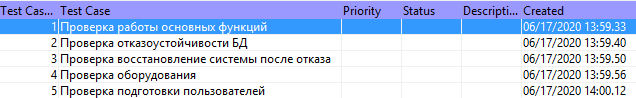 Test Cas... Test Case Priority Status Descripti... Created
1 Проверка работы основных функций 06/17/2020 13:59.33
2 Проверка отказоустойчивости БД 06/17/2020 13:59.40
3 Проверка восстановление системы после отказа 06/17/2020 13:59.50
4 Проверка оборудования 06/17/2020 13:59.56
5 Проверка подготовки пользователей 06/17/2020 14:00.12